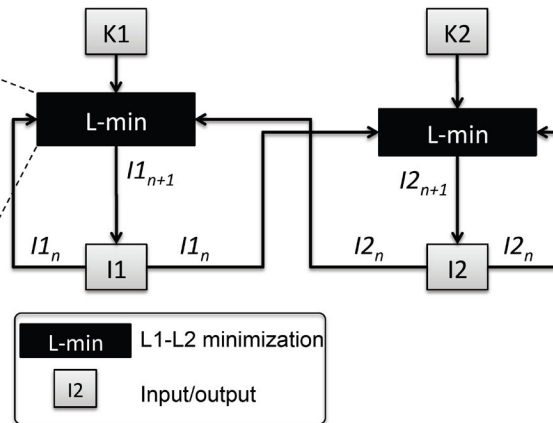 K1
K2
L-min
L-min
I1n+1
I2n+1
I1n
I1
I1n
I2n
I2
I2n
L-min
L1-L2 minimization
I2
Input/output